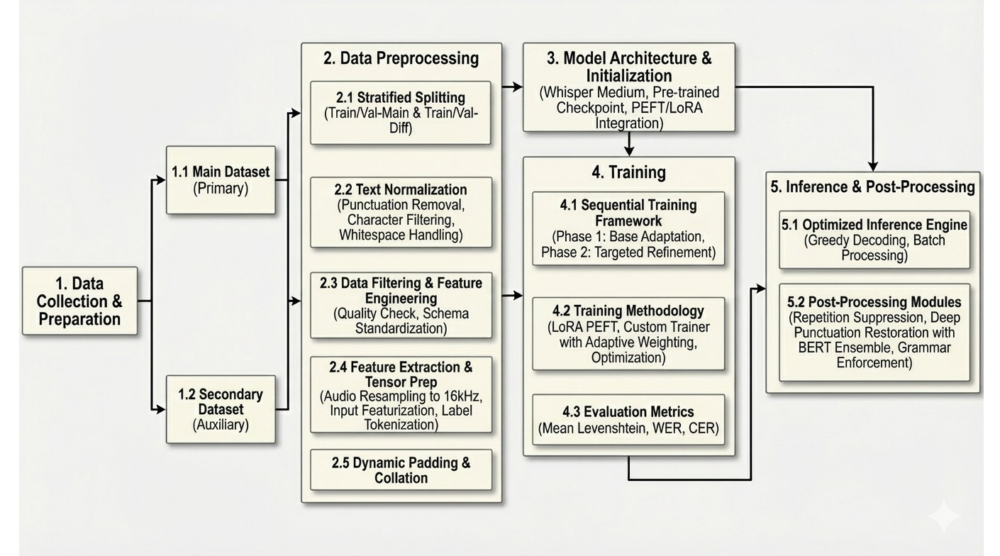 1. Data
Collection &
Preparation
1.1 Main Dataset
(Primary)
1.2 Secondary
Dataset
(Auxiliary)
2. Data Preprocessing
2.1 Stratified Splitting
(Train/Val-Main & Train/Val-
Diff)
2.2 Text Normalization
(Punctuation Removal,
Character Filtering,
Whitespace Handling)
2.3 Data Filtering & Feature
Engineering
(Quality Check, Schema
Standardization)
2.4 Feature Extraction &
Tensor Prep
(Audio Resampling to 16kHz,
Input Featurization, Label
Tokenization)
2.5 Dynamic Padding &
Collation
3. Model Architecture &
Initialization
(Whisper Medium, Pre-trained
Checkpoint, PEFT/LoRA
Integration)
4. Training
4.1 Sequential Training
Framework
(Phase 1: Base Adaptation,
Phase 2: Targeted Refinement)
4.2 Training Methodology
(LoRA PEFT, Custom Trainer
with Adaptive Weighting,
Optimization)
4.3 Evaluation Metrics
(Mean Levenshtein, WER, CER)
5. Inference & Post-Processing
5.1 Optimized Inference Engine
(Greedy Decoding, Batch
Processing)
5.2 Post-Processing Modules
(Repetition Suppression, Deep
Punctuation Restoration with
BERT Ensemble, Grammar
Enforcement)